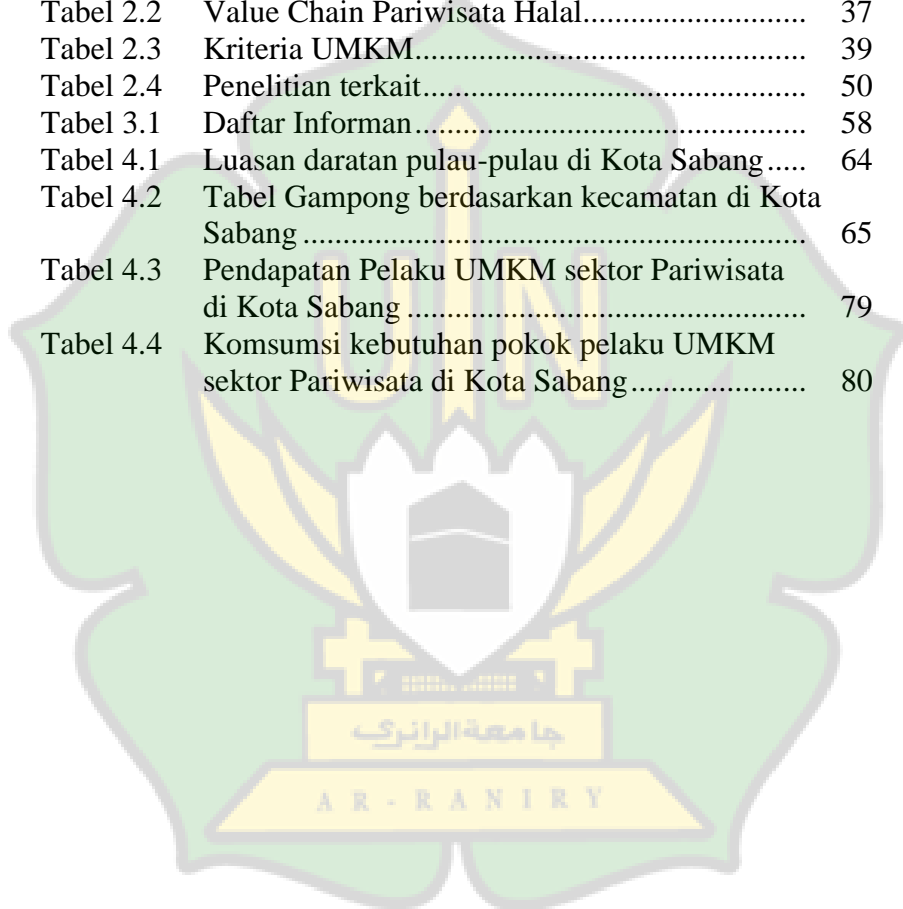 Tabel 2.2 Value Chain Pariwisata Halal............................ 37
Tabel 2.3 Kriteria UMKM................................................. 39
Tabel 2.4 Penelitian terkait................................................ 50
Tabel 3.1 Daftar Informan................................................. 58
Tabel 4.1 Luasan daratan pulau-pulau di Kota Sabang..... 64
Tabel 4.2 Tabel Gampong berdasarkan kecamatan di Kota
Sabang............................................................... 65
Tabel 4.3 Pendapatan Pelaku UMKM sektor Pariwisata
di Kota Sabang.................................................. 79
Tabel 4.4 Komsumsi kebutuhan pokok pelaku UMKM
sektor Pariwisata di Kota Sabang...................... 80
UIN
جامعة الرانري
AR-RANIRY